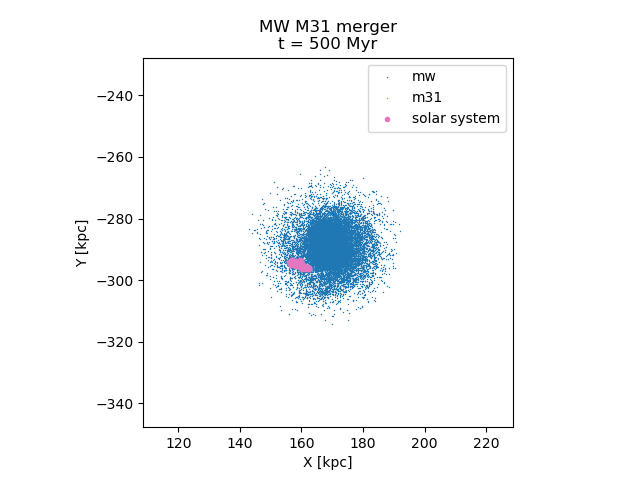 MW M31 merger
t = 500 Myr
mw
m31
solar system
Y [kpc]
−240
−260
−280
−300
−320
−340
120
140
160
180
200
220
X [kpc]